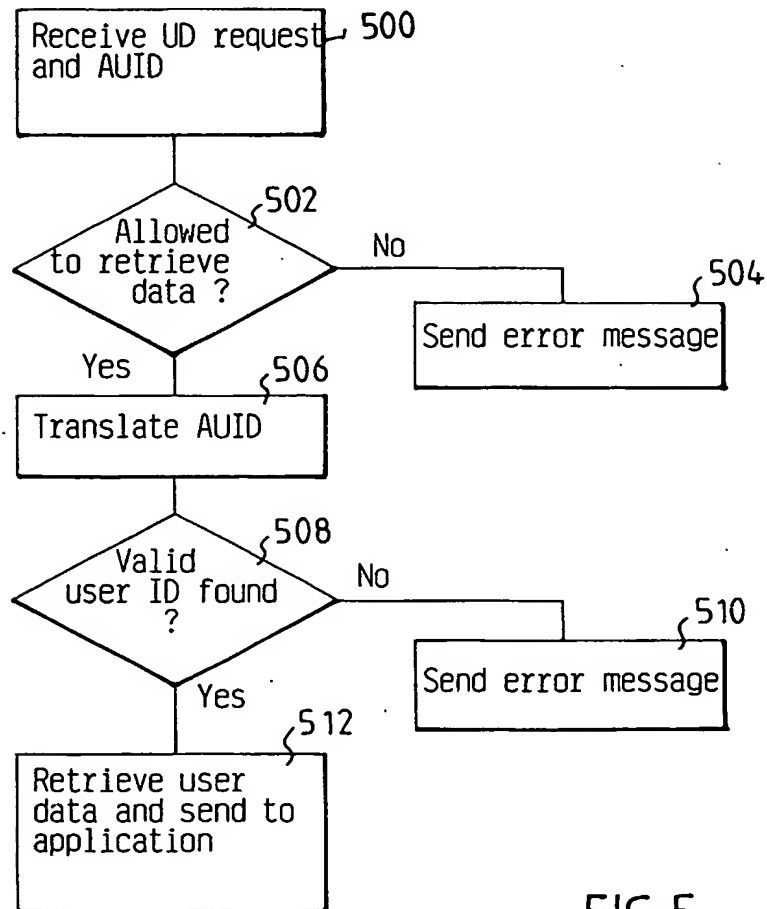 Receive UD request
and AUID
500
502
Allowed
to retrieve
data ?
No
504
Send error message
Yes
506
Translate AUID
508
Valid
user ID found
?
No
510
Send error message
Yes
512
Retrieve user
data and send to
application
FIG.5